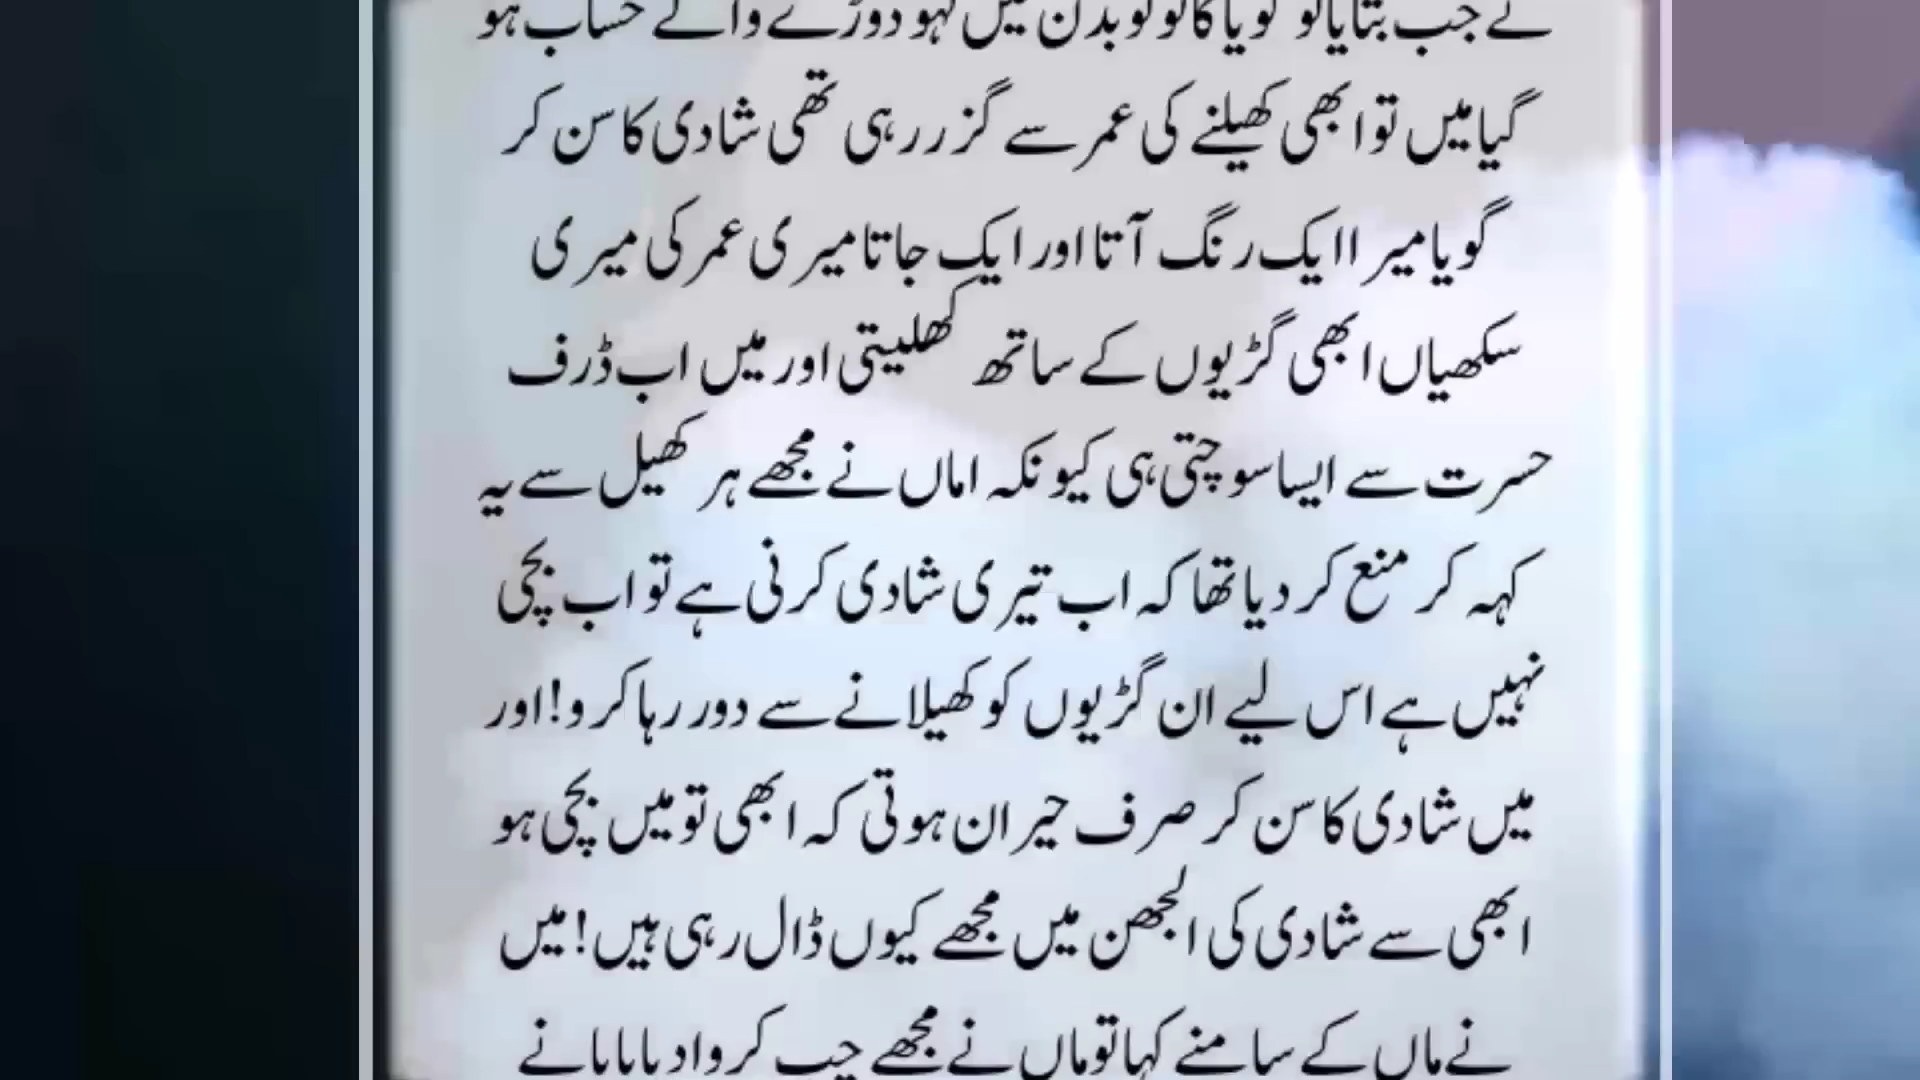 نے جب بتایا تو گویا کاٹو تو بدن میں لہو دوڑے والے حساب ہو
گیا میں تو ابھی کھیلنے کی عمر سے گزر رہی تھی شادی کا سن کر
گویا میر اایک رنگ آتا اور ایک جاتا میری عمر کی میری
سکھیاں ابھی گڑیوں کے ساتھ کھلیتی اور میں اب ڈرف
حسرت سے ایسا سوچتی ہی کیونکہ اماں نے مجھے ہر کھیل سے یہ
کہہ کر منع کر دیا تھا کہ اب تیری شادی کرنی ہے تو اب بچی
نہیں ہے اس لیے ان گڑیوں کو کھیلانے سے دور رہا کرو! اور
میں شادی کا سن کر صرف حیران ہوتی کہ ابھی تو میں بچی ہو
ابھی سے شادی کی الجھن میں مجھے کیوں ڈال رہی ہیں! میں
نے ماں کے سامنے کہا تو ماں نے مجھے چپ کروا دیا بابا نے